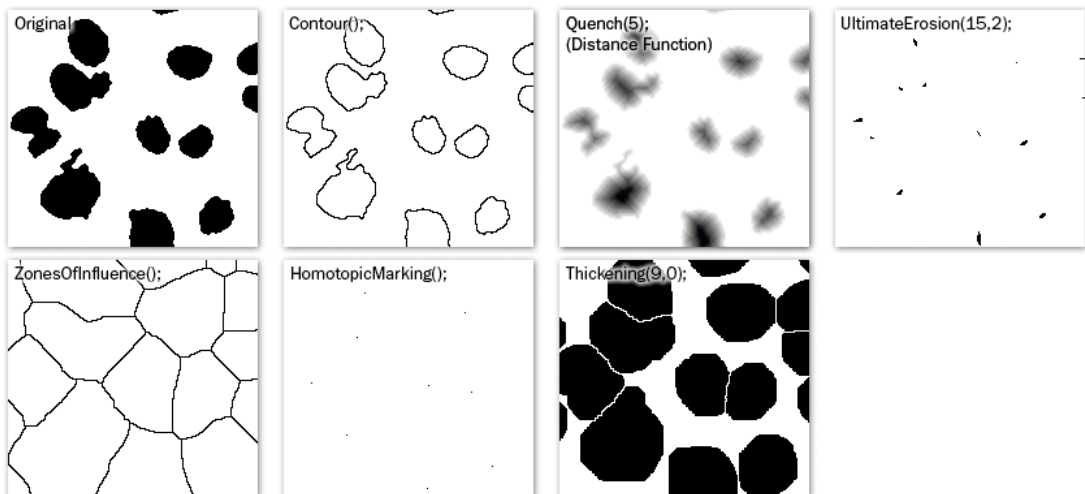 Original
Contour();
Quench(5);
(Distance Function)
UltimateErosion(15,2);
ZonesOfInfluence();
HomotopicMarking();
Thickening(9,0);